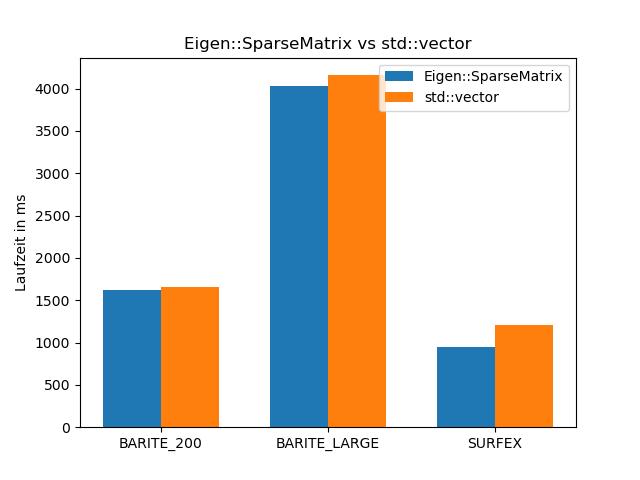 Eigen::SparseMatrix vs std::vector
Eigen::SparseMatrix
std::vector
Laufzeit in ms
4000
3500
3000
2500
2000
1500
1000
500
0
BARITE_200
BARITE_LARGE
SURFEX